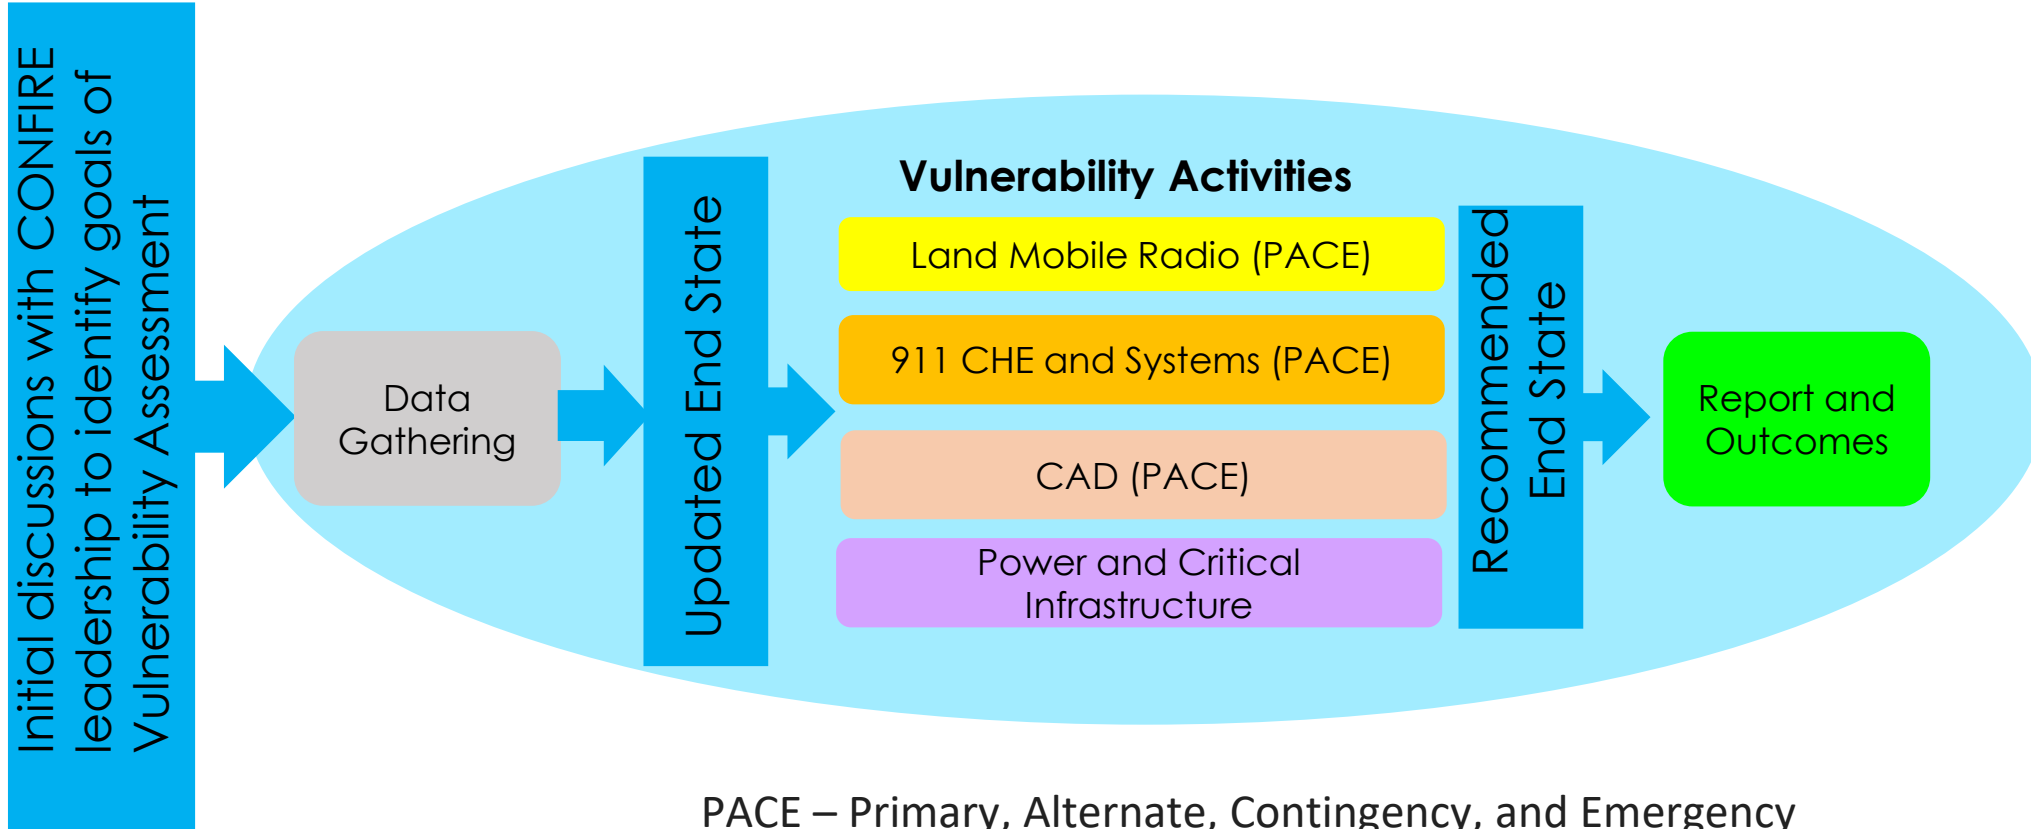 Initial discussions with CONFIRE
leadership to identify goals of
Vulnerability Assessment
Data
Gathering
Updated End State
Vulnerability Activities
Land Mobile Radio (PACE)
911 CHE and Systems (PACE)
CAD (PACE)
Power and Critical
Infrastructure
Recommended
End State
Report and
Outcomes
PACE – Primary, Alternate, Contingency, and Emergency